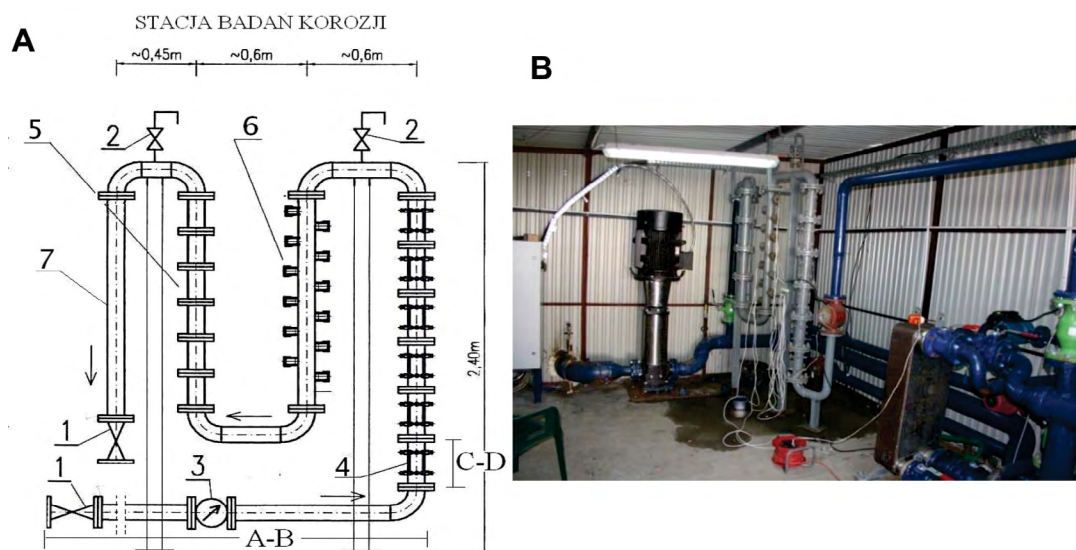 STACJA BADAŃ KOROZJI
A
~0,45m ~0,6m ~0,6m
B
2 2
5 6
7
2,40m
1
3 4 C-D
1
A-B